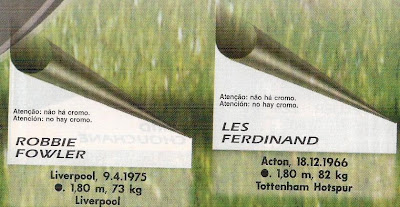 Atenção: não há cromo.
Atención: no hay cromo.
ROBBIE
FOWLER
Liverpool, 9.4.1975
●. 1,80 m, 73 kg
Liverpool
Atenção: não há cromo.
Atención: no hay cromo.
LES
FERDINAND
Acton, 18.12.1966
●. 1,80 m, 82 kg
Tottenham Hotspur